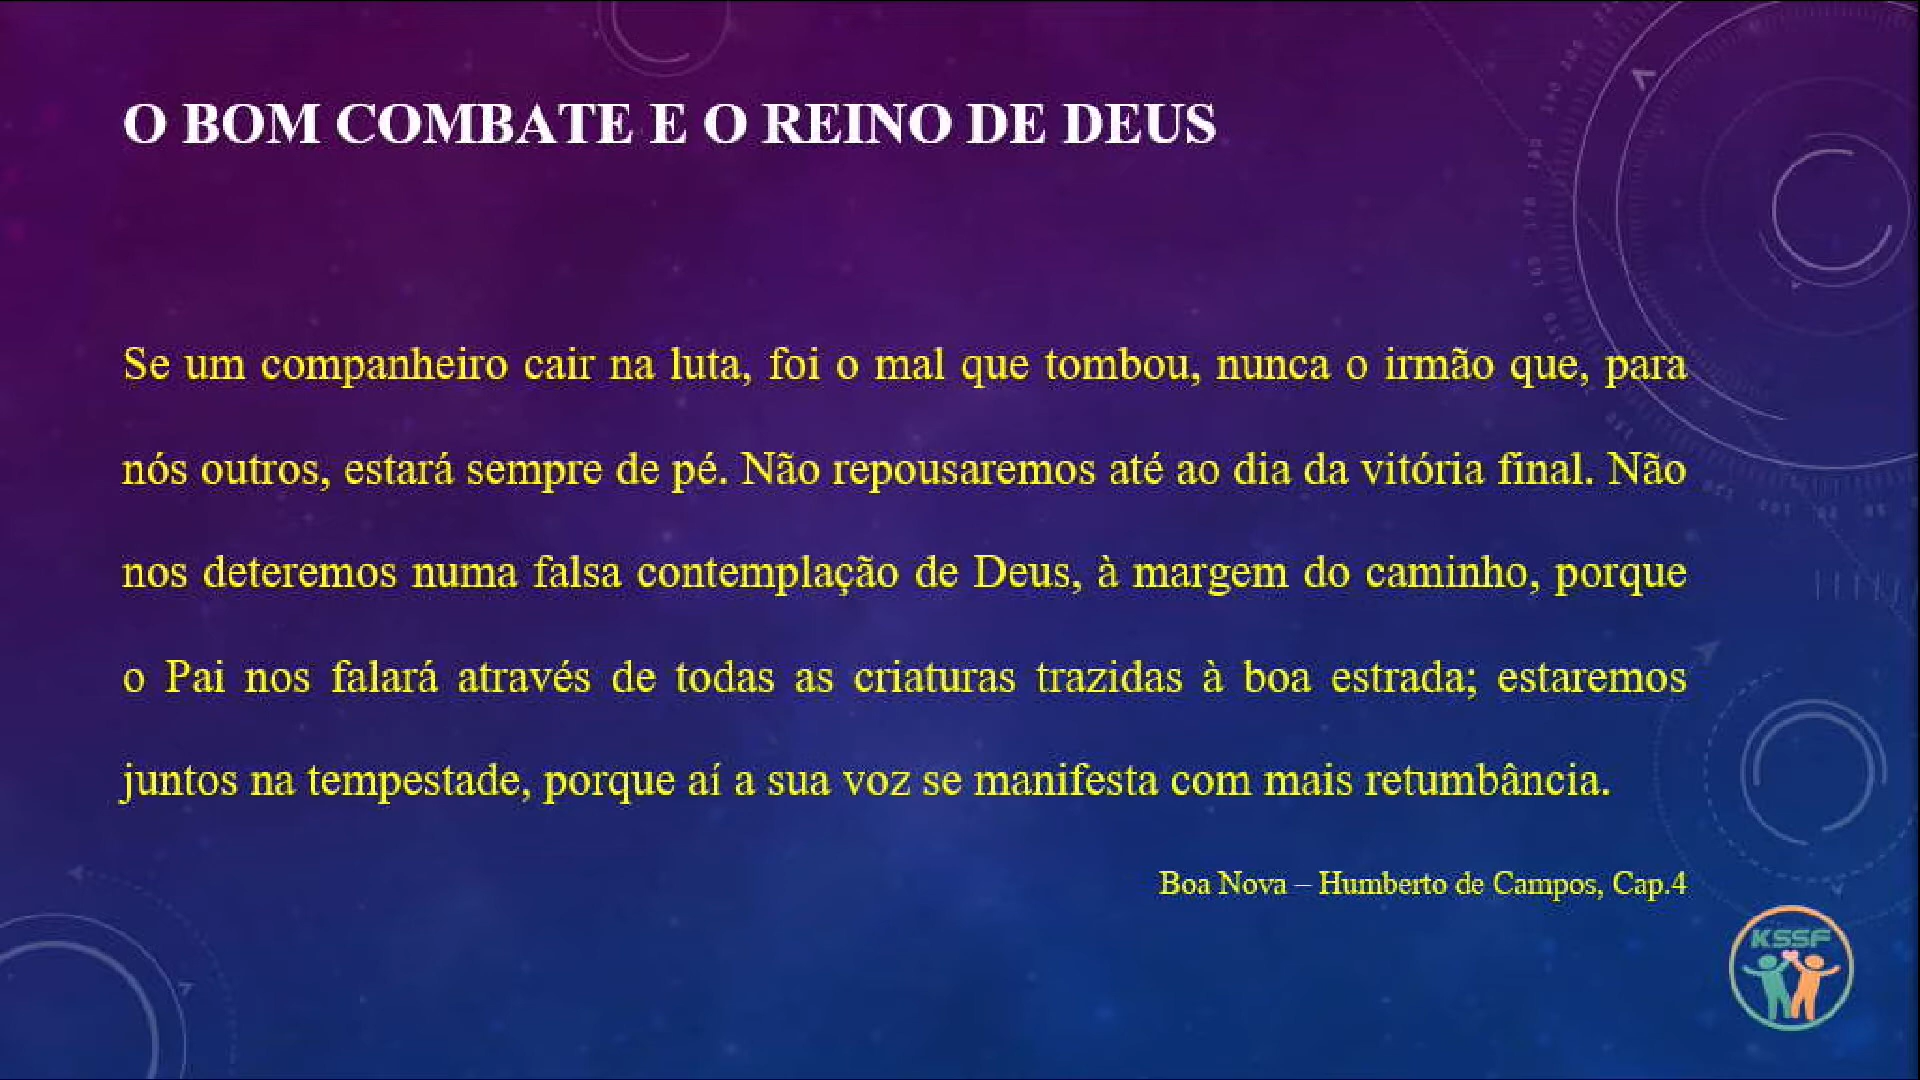 O BOM COMBATE E O REINO DE DEUS
Se um companheiro cair na luta, foi o mal que tombou, nunca o irmão que, para
nós outros, estará sempre de pé. Não repousaremos até ao dia da vitória final. Não
nos deteremos numa falsa contemplação de Deus, à margem do caminho, porque
o Pai nos falará através de todas as criaturas trazidas à boa estrada; estaremos
juntos na tempestade, porque aí a sua voz se manifesta com mais retumbância.
Boa Nova – Humberto de Campos, Cap.4
KSSF